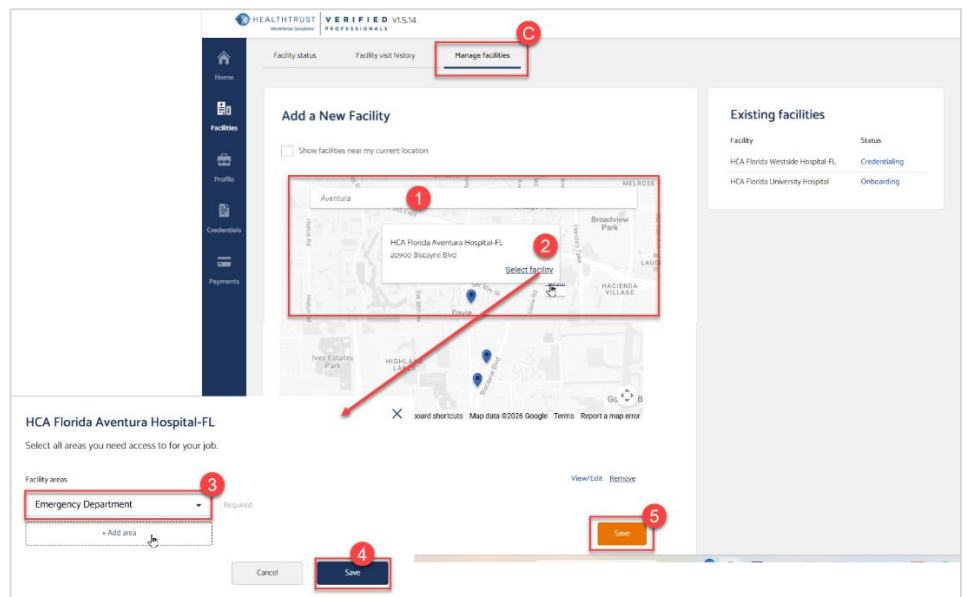 HEALTHTRUST VERIFIED v1.5.14
Workforce Solutions PROFESSIONALS
C
Facility status Facility visit history Manage facilities
Home
Facilities
Profile
Credentials
Payments
Add a New Facility
Show facilities near my current location
Aventura
1
MELROSE
Broadview
Park
HCA Florida Aventura Hospital-FL
20900 Biscayne Blvd
2
Select facility
HACIENDA
VILLAGE
Davie
Ives Estates
Park
HIGHLAND
LAKES
Biscayne Blvd
board shortcuts Map data ©2026 Google Terms Report a map error
Existing facilities
Facility Status
HCA Florida Westside Hospital-FL Credentialing
HCA Florida University Hospital Onboarding
HCA Florida Aventura Hospital-FL
Select all areas you need access to for your job.
Facility areas
3
Emergency Department
Required
+ Add area
4
Cancel Save
View/Edit Remove
5
Save